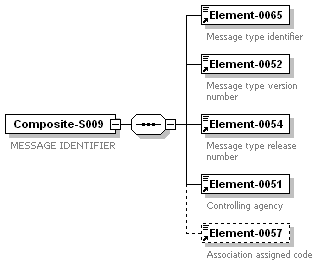 Element-0065
Message type identifier
Element-0052
Message type version
number
Composite-S009
MESSAGE IDENTIFIER
Element-0054
Message type release
number
Element-0051
Controlling agency
Element-0057
Association assigned code